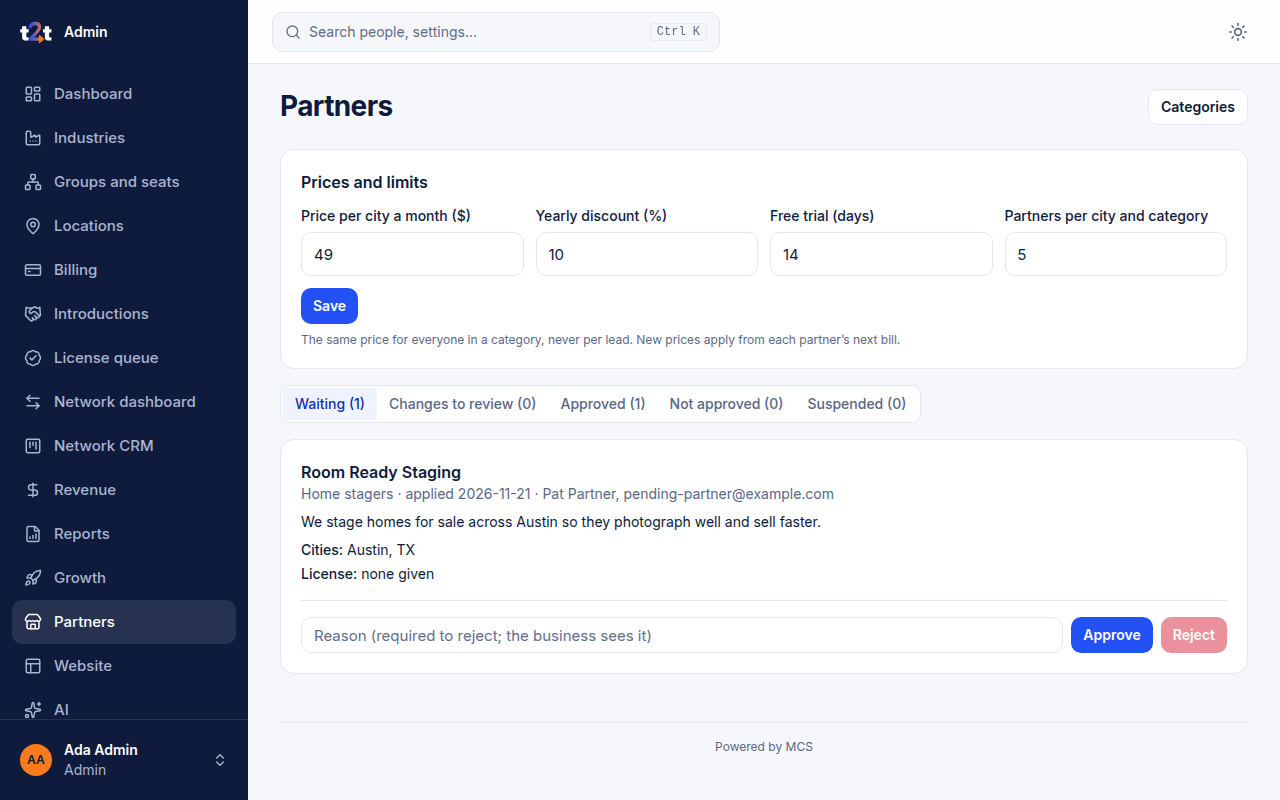 t2t Admin
Search people, settings... Ctrl K
Dashboard
Industries
Groups and seats
Locations
Billing
Introductions
License queue
Network dashboard
Network CRM
Revenue
Reports
Growth
Partners
Website
AI
AA Ada Admin
Admin
Partners
Categories
Prices and limits
Price per city a month ($) Yearly discount (%) Free trial (days) Partners per city and category
49 10 14 5
Save
The same price for everyone in a category, never per lead. New prices apply from each partner’s next bill.
Waiting (1) Changes to review (0) Approved (1) Not approved (0) Suspended (0)
Room Ready Staging
Home stagers · applied 2026-11-21 · Pat Partner, pending-partner@example.com
We stage homes for sale across Austin so they photograph well and sell faster.
Cities: Austin, TX
License: none given
Reason (required to reject; the business sees it) Approve Reject
Powered by MCS